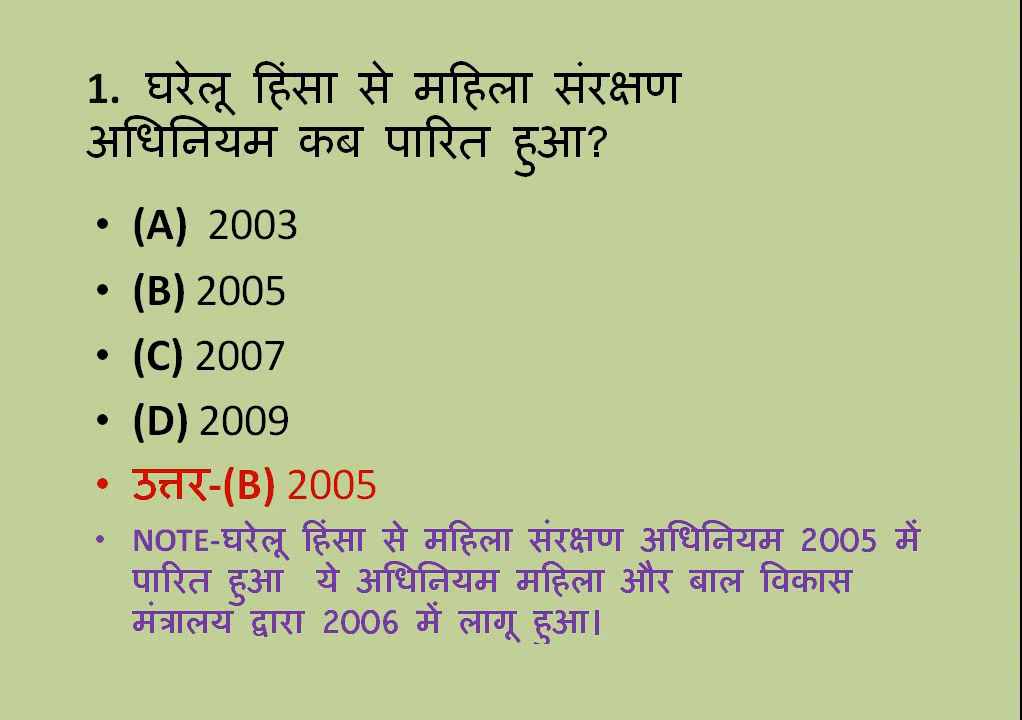 1. घरेलू हिंसा से महिला संरक्षण
अधिनियम कब पारित हुआ?
• (A) 2003
• (B) 2005
• (C) 2007
• (D) 2009
• उत्तर-(B) 2005
• NOTE-घरेलू हिंसा से महिला संरक्षण अधिनियम 2005 में
पारित हुआ ये अधिनियम महिला और बाल विकास
मंत्रालय द्वारा 2006 में लागू हुआ।